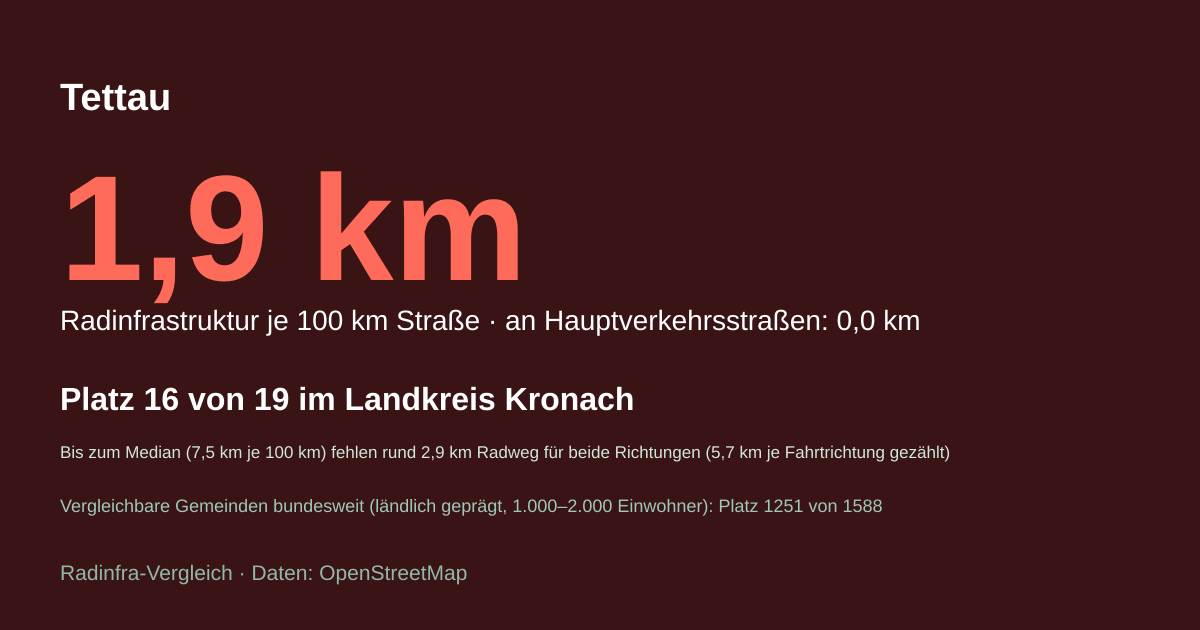 Tettau
1,9 km
Radinfrastruktur je 100 km Straße · an Hauptverkehrsstraßen: 0,0 km
Platz 16 von 19 im Landkreis Kronach
Bis zum Median (7,5 km je 100 km) fehlen rund 2,9 km Radweg für beide Richtungen (5,7 km je Fahrtrichtung gezählt)
Vergleichbare Gemeinden bundesweit (ländlich geprägt, 1.000–2.000 Einwohner): Platz 1251 von 1588
Radinfra-Vergleich · Daten: OpenStreetMap